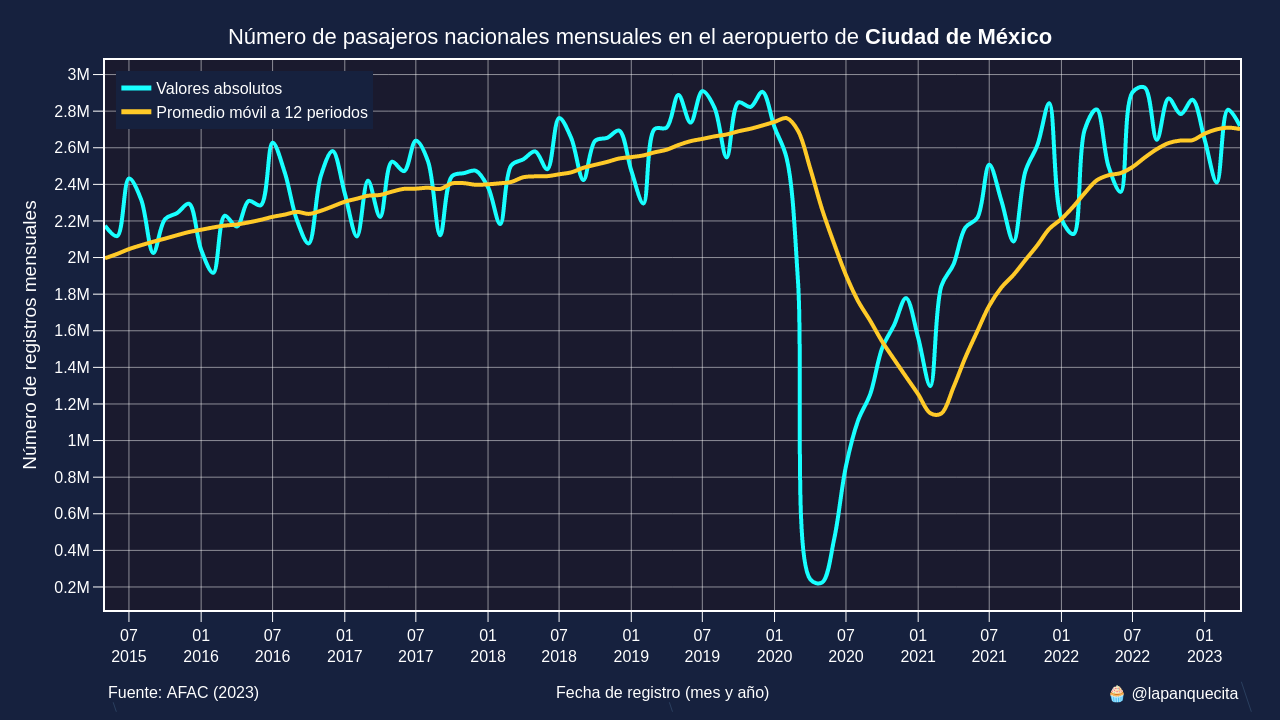 Número de pasajeros nacionales mensuales en el aeropuerto de Ciudad de México
Valores absolutos
Promedio móvil a 12 periodos
Número de registros mensuales
3M
2.8M
2.6M
2.4M
2.2M
2M
1.8M
1.6M
1.4M
1.2M
1M
0.8M
0.6M
0.4M
0.2M
07 01 07 01 07 01 07 01 07 01 07 01 07 01 07 01
2015 2016 2016 2017 2017 2018 2018 2019 2019 2020 2020 2021 2021 2022 2022 2023
Fuente: AFAC (2023)
Fecha de registro (mes y año)
🧁 @lapanquecita